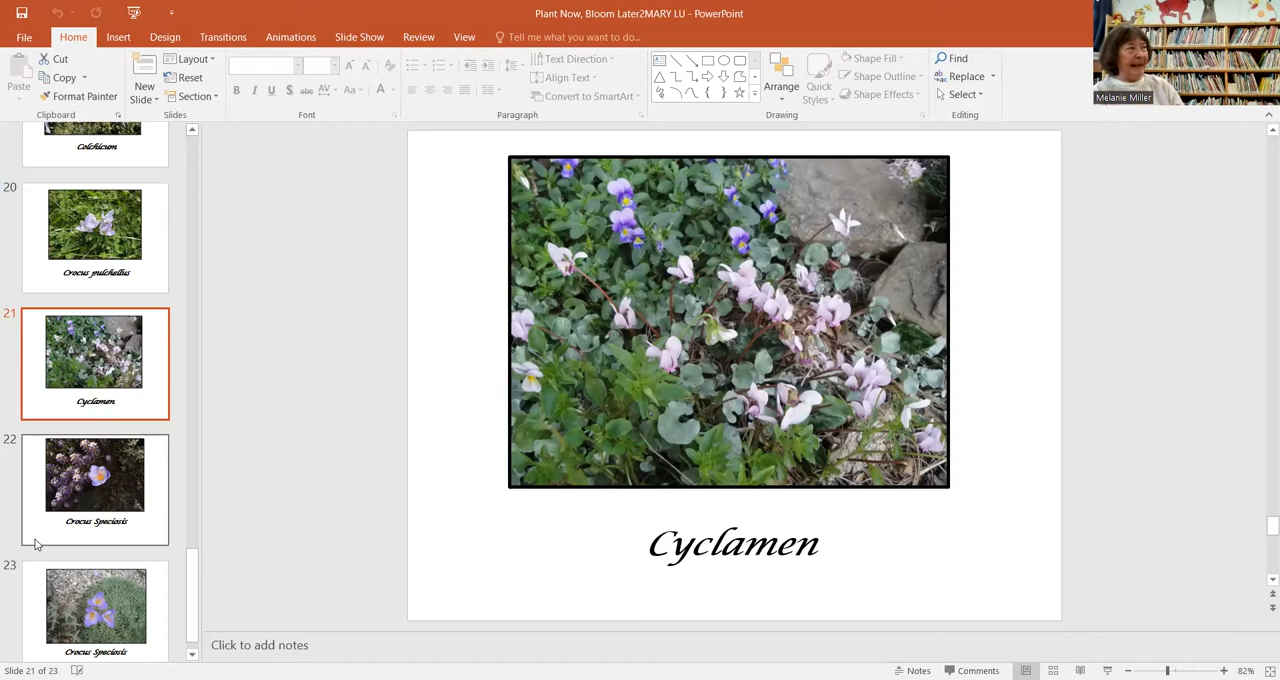 Plant Now, Bloom Later2MARY LU - PowerPoint
File Home Insert Design Transitions Animations Slide Show Review View Tell me what you want to do...
Paste
Cut
Copy
Format Painter
Clipboard
New Slide
Layout
Reset
Section
Slides
B I U S abc AV Aa A
Font
Text Direction
Align Text
Convert to SmartArt
Paragraph
Arrange
Quick Styles
Shape Fill
Shape Outline
Shape Effects
Drawing
Find
Replace
Select
Editing
Melanie Miller
Colchicum
20
Crocus pulchellus
21
Cyclamen
22
Crocus Speciosis
23
Crocus Speciosis
Cyclamen
Click to add notes
Slide 21 of 23
Notes
Comments
82%